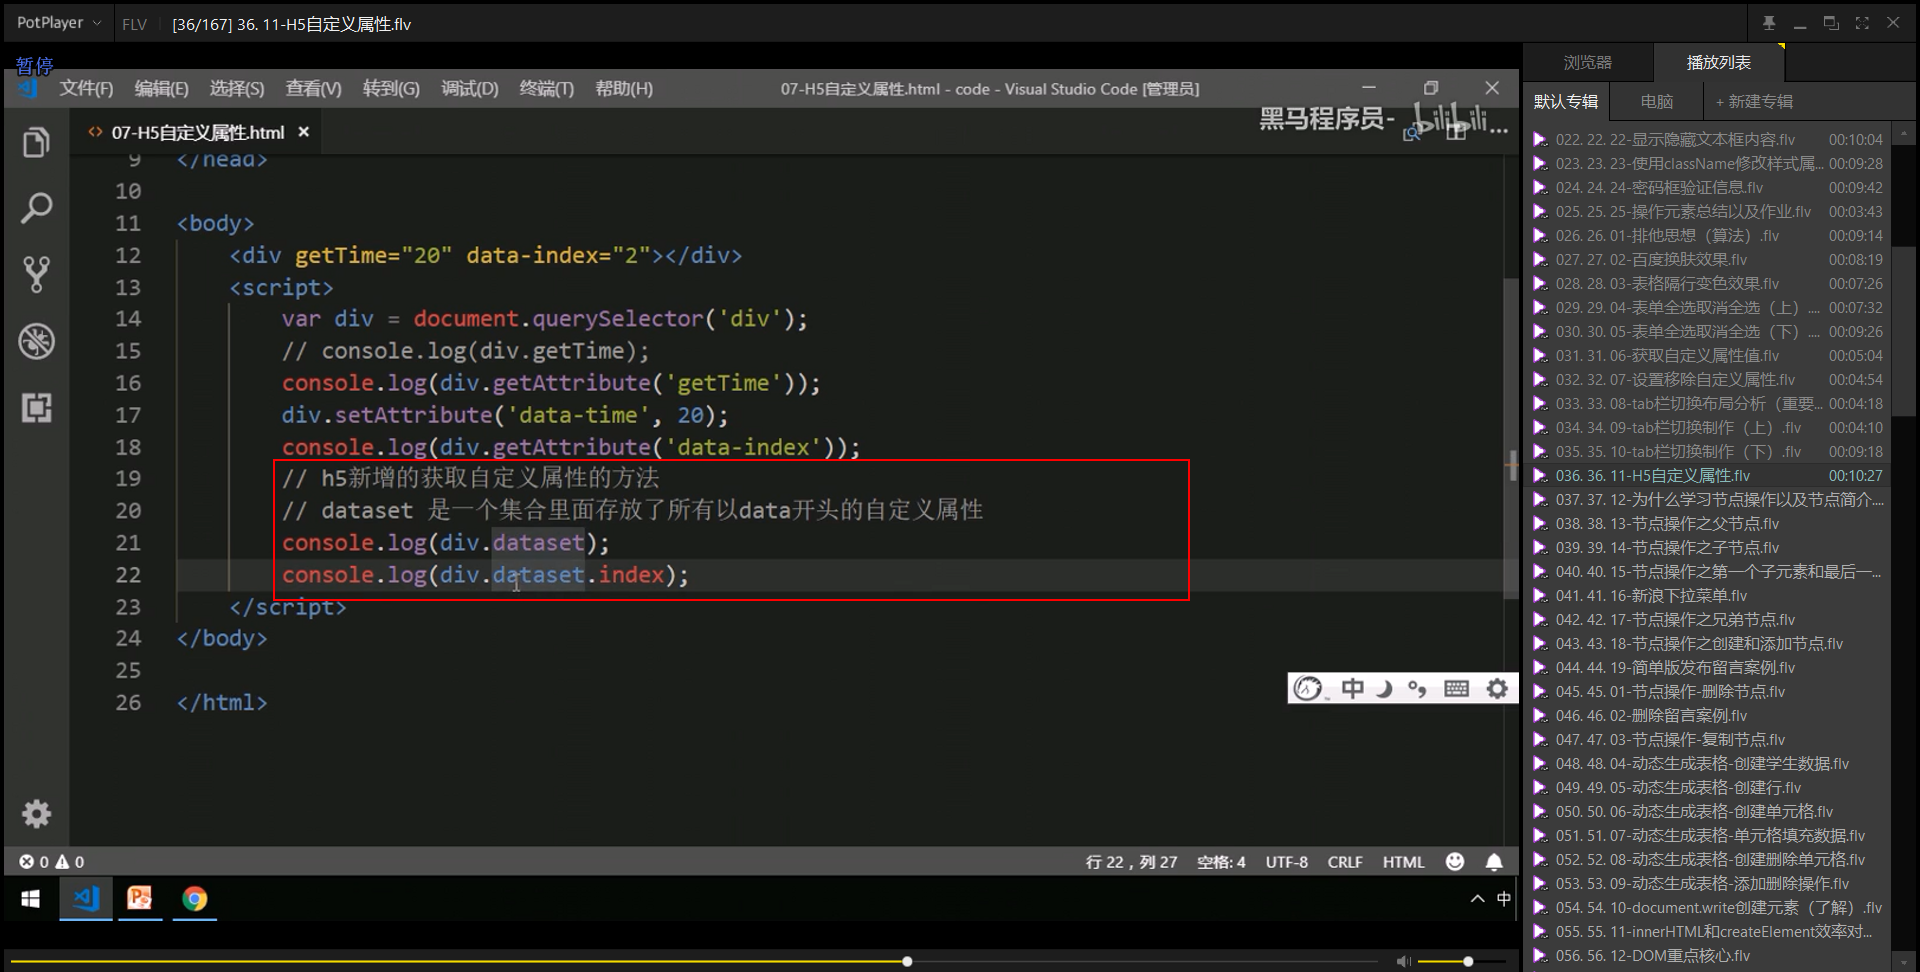 PotPlayer
FLV
[36/167] 36. 11-H5自定义属性.flv
暂停
文件(F) 编辑(E) 选择(S) 查看(V) 转到(G) 调试(D) 终端(T) 帮助(H)
07-H5自定义属性.html - code - Visual Studio Code [管理员]
07-H5自定义属性.html
黑马程序员-
bilibili
9 </head>
10
11 <body>
12 <div getTime="20" data-index="2"></div>
13 <script>
14 var div = document.querySelector('div');
15 // console.log(div.getTime);
16 console.log(div.getAttribute('getTime'));
17 div.setAttribute('data-time', 20);
18 console.log(div.getAttribute('data-index'));
19 // h5新增的获取自定义属性的方法
20 // dataset 是一个集合里面存放了所有以data开头的自定义属性
21 console.log(div.dataset);
22 console.log(div.dataset.index);
23 </script>
24 </body>
25
26 </html>
中
0 0
行 22，列 27 空格: 4 UTF-8 CRLF HTML
中
浏览器 播放列表
默认专辑 电脑 + 新建专辑
022. 22. 22-显示隐藏文本框内容.flv 00:10:04
023. 23. 23-使用className修改样式属... 00:09:28
024. 24. 24-密码框验证信息.flv 00:09:42
025. 25. 25-操作元素总结以及作业.flv 00:03:43
026. 26. 01-排他思想（算法）.flv 00:09:14
027. 27. 02-百度换肤效果.flv 00:08:19
028. 28. 03-表格隔行变色效果.flv 00:07:26
029. 29. 04-表单全选取消全选（上）.... 00:07:32
030. 30. 05-表单全选取消全选（下）.... 00:09:26
031. 31. 06-获取自定义属性值.flv 00:05:04
032. 32. 07-设置移除自定义属性.flv 00:04:54
033. 33. 08-tab栏切换布局分析（重要... 00:04:18
034. 34. 09-tab栏切换制作（上）.flv 00:04:10
035. 35. 10-tab栏切换制作（下）.flv 00:09:18
036. 36. 11-H5自定义属性.flv 00:10:27
037. 37. 12-为什么学习节点操作以及节点简介....
038. 38. 13-节点操作之父节点.flv
039. 39. 14-节点操作之子节点.flv
040. 40. 15-节点操作之第一个子元素和最后一...
041. 41. 16-新浪下拉菜单.flv
042. 42. 17-节点操作之兄弟节点.flv
043. 43. 18-节点操作之创建和添加节点.flv
044. 44. 19-简单版发布留言案例.flv
045. 45. 01-节点操作-删除节点.flv
046. 46. 02-删除留言案例.flv
047. 47. 03-节点操作-复制节点.flv
048. 48. 04-动态生成表格-创建学生数据.flv
049. 49. 05-动态生成表格-创建行.flv
050. 50. 06-动态生成表格-创建单元格.flv
051. 51. 07-动态生成表格-单元格填充数据.flv
052. 52. 08-动态生成表格-创建删除单元格.flv
053. 53. 09-动态生成表格-添加删除操作.flv
054. 54. 10-document.write创建元素（了解）.flv
055. 55. 11-innerHTML和createElement效率对...
056. 56. 12-DOM重点核心.flv